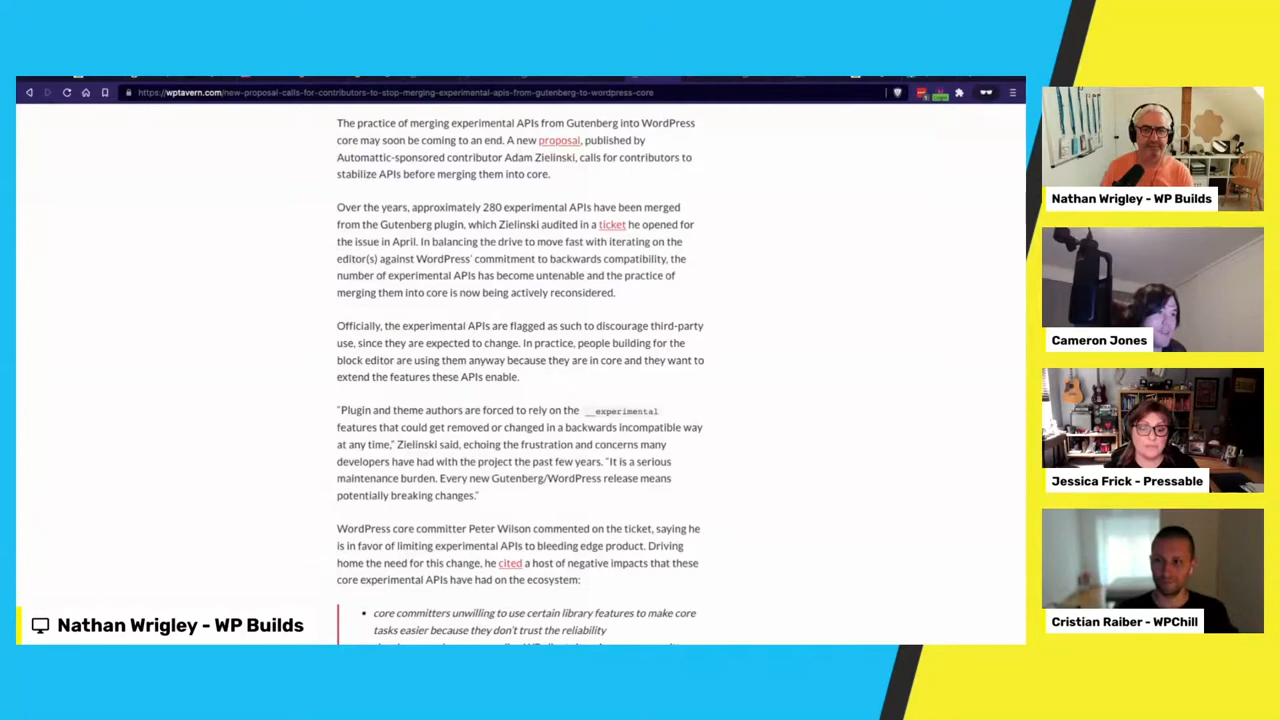 https://wptavern.com/new-proposal-calls-for-contributors-to-stop-merging-experimental-apis-from-gutenberg-to-wordpress-core
The practice of merging experimental APIs from Gutenberg into WordPress
core may soon be coming to an end. A new proposal, published by
Automattic-sponsored contributor Adam Zielinski, calls for contributors to
stabilize APIs before merging them into core.
Over the years, approximately 280 experimental APIs have been merged
from the Gutenberg plugin, which Zielinski audited in a ticket he opened for
the issue in April. In balancing the drive to move fast with iterating on the
editor(s) against WordPress' commitment to backwards compatibility, the
number of experimental APIs has become untenable and the practice of
merging them into core is now being actively reconsidered.
Officially, the experimental APIs are flagged as such to discourage third-party
use, since they are expected to change. In practice, people building for the
block editor are using them anyway because they are in core and they want to
extend the features these APIs enable.
"Plugin and theme authors are forced to rely on the __experimental
features that could get removed or changed in a backwards incompatible way
at any time," Zielinski said, echoing the frustration and concerns many
developers have had with the project the past few years. "It is a serious
maintenance burden. Every new Gutenberg/WordPress release means
potentially breaking changes."
WordPress core committer Peter Wilson commented on the ticket, saying he
is in favor of limiting experimental APIs to bleeding edge product. Driving
home the need for this change, he cited a host of negative impacts that these
core experimental APIs have had on the ecosystem:
• core committers unwilling to use certain library features to make core
tasks easier because they don't trust the reliability
Nathan Wrigley - WP Builds
Nathan Wrigley - WP Builds
Cameron Jones
Jessica Frick - Pressable
Cristian Raiber - WPChill